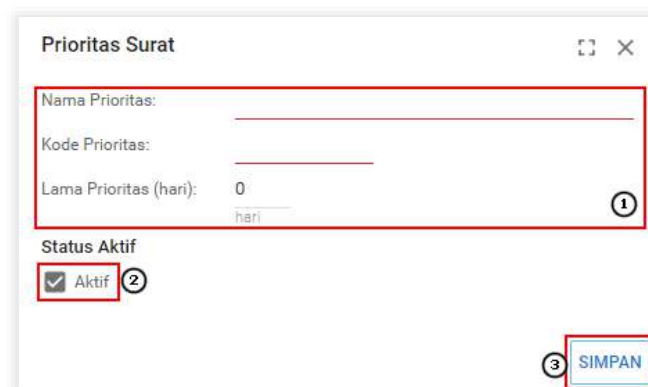 Prioritas Surat
Nama Prioritas:
Kode Prioritas:
Lama Prioritas (hari): 0
hari
1
Status Aktif
Aktif 2
3 SIMPAN